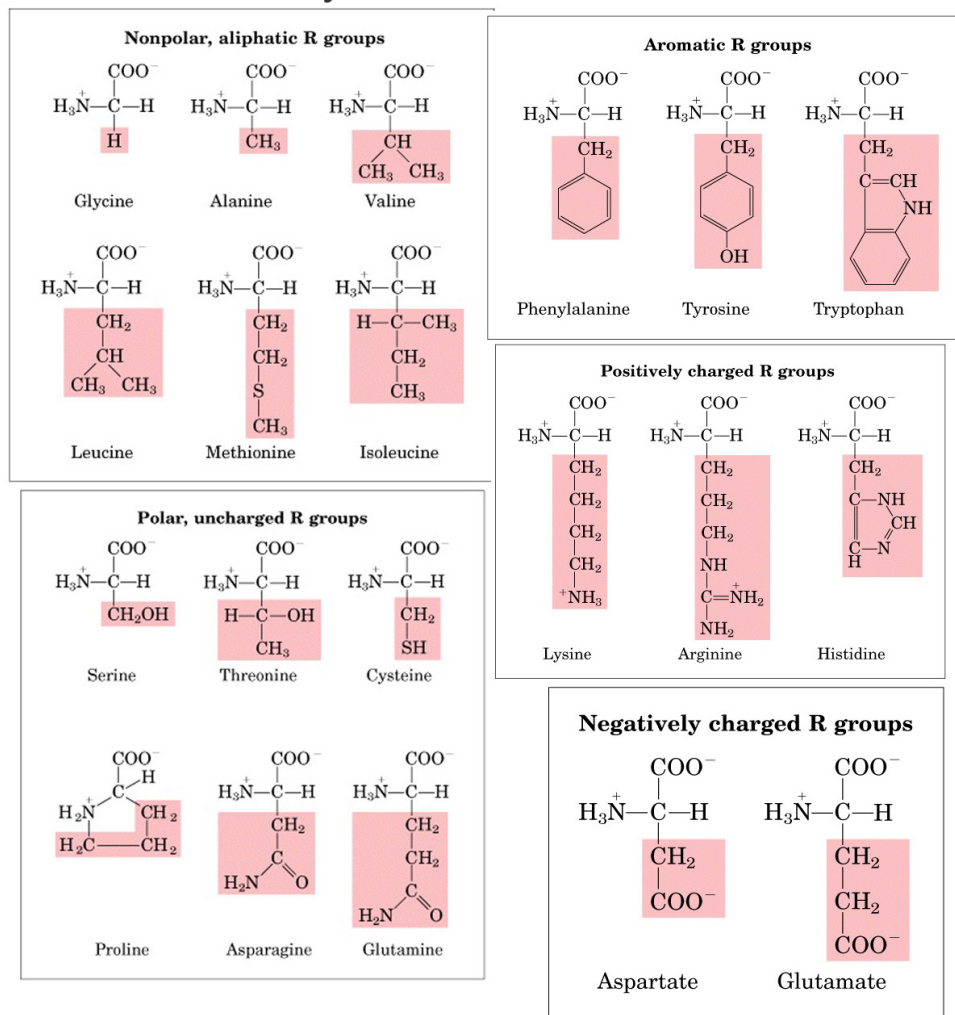 Nonpolar, aliphatic R groups
COO⁻ COO⁻ COO⁻
H₃N⁺—C—H H₃N⁺—C—H H₃N⁺—C—H
H CH₃ CH
CH₃ CH₃
Glycine Alanine Valine
COO⁻ COO⁻ COO⁻
H₃N⁺—C—H H₃N⁺—C—H H₃N⁺—C—H
CH₂ CH₂ H—C—CH₃
CH CH₂ CH₂
CH₃ CH₃ S CH₃
CH₃
Leucine Methionine Isoleucine
Aromatic R groups
COO⁻ COO⁻ COO⁻
H₃N⁺—C—H H₃N⁺—C—H H₃N⁺—C—H
CH₂ CH₂ CH₂
C=CH
NH
OH
Phenylalanine Tyrosine Tryptophan
Positively charged R groups
COO⁻ COO⁻ COO⁻
H₃N⁺—C—H H₃N⁺—C—H H₃N⁺—C—H
CH₂ CH₂ CH₂
CH₂ CH₂ C—NH
CH₂ CH₂ CH
CH₂ NH C—N
H
⁺NH₃ C=N⁺H₂
NH₂
Lysine Arginine Histidine
Polar, uncharged R groups
COO⁻ COO⁻ COO⁻
H₃N⁺—C—H H₃N⁺—C—H H₃N⁺—C—H
CH₂OH H—C—OH CH₂
CH₃ SH
Serine Threonine Cysteine
COO⁻ COO⁻ COO⁻
H
C H₃N⁺—C—H H₃N⁺—C—H
H₂N⁺ CH₂ CH₂ CH₂
H₂C—CH₂ C CH₂
H₂N O C
H₂N O
Proline Asparagine Glutamine
Negatively charged R groups
COO⁻ COO⁻
H₃N⁺—C—H H₃N⁺—C—H
CH₂ CH₂
COO⁻ CH₂
COO⁻
Aspartate Glutamate